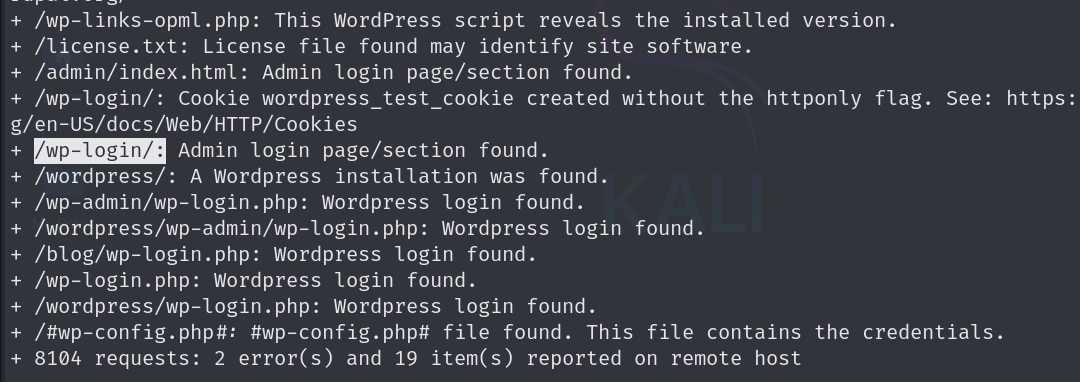 + /wp-links-opml.php: This WordPress script reveals the installed version.
+ /license.txt: License file found may identify site software.
+ /admin/index.html: Admin login page/section found.
+ /wp-login/: Cookie wordpress_test_cookie created without the httponly flag. See: https:
g/en-US/docs/Web/HTTP/Cookies
+ /wp-login/: Admin login page/section found.
+ /wordpress/: A Wordpress installation was found.
+ /wp-admin/wp-login.php: Wordpress login found.
+ /wordpress/wp-admin/wp-login.php: Wordpress login found.
+ /blog/wp-login.php: Wordpress login found.
+ /wp-login.php: Wordpress login found.
+ /wordpress/wp-login.php: Wordpress login found.
+ /#wp-config.php#: #wp-config.php# file found. This file contains the credentials.
+ 8104 requests: 2 error(s) and 19 item(s) reported on remote host
KALI